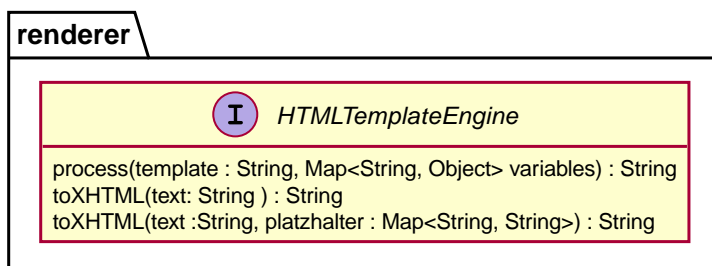 renderer
I HTMLTemplateEngine
process(template : String, Map<String, Object> variables) : String
toXHTML(text: String ) : String
toXHTML(text :String, platzhalter : Map<String, String>) : String